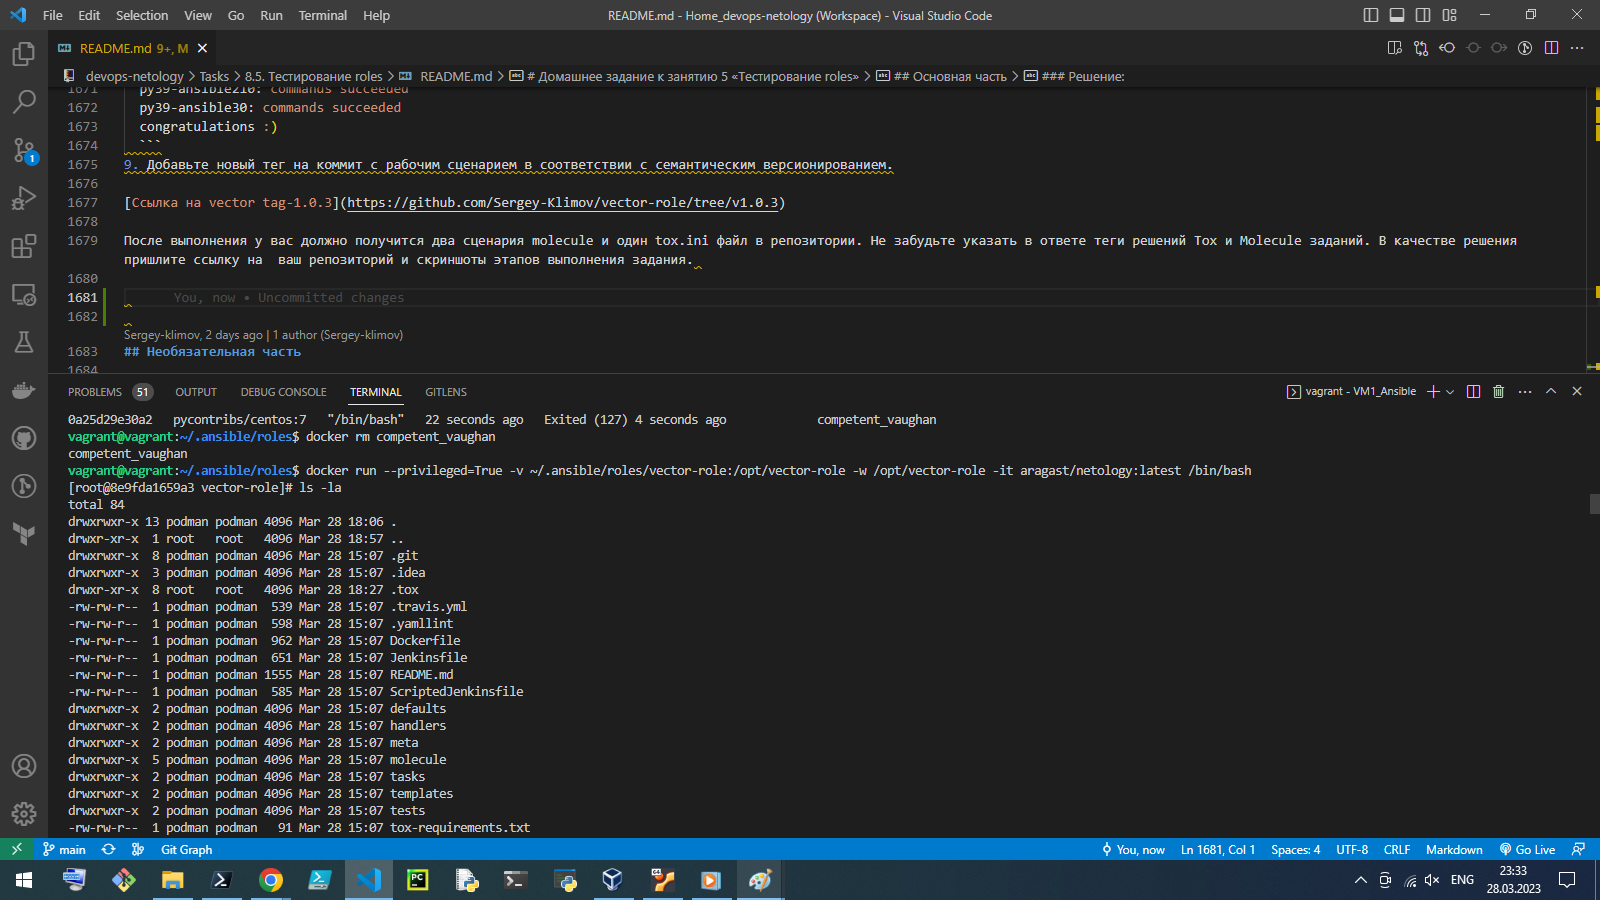 File Edit Selection View Go Run Terminal Help README.md - Home_devops-netology (Workspace) - Visual Studio Code
README.md 9+, M
devops-netology > Tasks > 8.5. Тестирование roles > README.md > # Домашнее задание к занятию 5 «Тестирование roles» > ## Основная часть > ### Решение:
1671 py39-ansible210: commands succeeded
1672 py39-ansible30: commands succeeded
1673 congratulations :)
1674 ```
1675 9. Добавьте новый тег на коммит с рабочим сценарием в соответствии с семантическим версионированием.
1676
1677 [Ссылка на vector tag-1.0.3](https://github.com/Sergey-Klimov/vector-role/tree/v1.0.3)
1678
1679 После выполнения у вас должно получится два сценария molecule и один tox.ini файл в репозитории. Не забудьте указать в ответе теги решений Tox и Molecule заданий. В качестве решения
пришлите ссылку на  ваш репозиторий и скриншоты этапов выполнения задания.
1680
1681 You, now • Uncommitted changes
1682
Sergey-klimov, 2 days ago | 1 author (Sergey-klimov)
1683 ## Необязательная часть
1684
PROBLEMS 51 OUTPUT DEBUG CONSOLE TERMINAL GITLENS vagrant - VM1_Ansible
0a25d29e30a2 pycontribs/centos:7 "/bin/bash" 22 seconds ago Exited (127) 4 seconds ago competent_vaughan
vagrant@vagrant:~/.ansible/roles$ docker rm competent_vaughan
competent_vaughan
vagrant@vagrant:~/.ansible/roles$ docker run --privileged=True -v ~/.ansible/roles/vector-role:/opt/vector-role -w /opt/vector-role -it aragast/netology:latest /bin/bash
[root@8e9fda1659a3 vector-role]# ls -la
total 84
drwxrwxr-x 13 podman podman 4096 Mar 28 18:06 .
drwxr-xr-x 1 root root 4096 Mar 28 18:57 ..
drwxrwxr-x 8 podman podman 4096 Mar 28 15:07 .git
drwxrwxr-x 3 podman podman 4096 Mar 28 15:07 .idea
drwxr-xr-x 8 root root 4096 Mar 28 18:27 .tox
-rw-rw-r-- 1 podman podman 539 Mar 28 15:07 .travis.yml
-rw-rw-r-- 1 podman podman 598 Mar 28 15:07 .yamllint
-rw-rw-r-- 1 podman podman 962 Mar 28 15:07 Dockerfile
-rw-rw-r-- 1 podman podman 651 Mar 28 15:07 Jenkinsfile
-rw-rw-r-- 1 podman podman 1555 Mar 28 15:07 README.md
-rw-rw-r-- 1 podman podman 585 Mar 28 15:07 ScriptedJenkinsfile
drwxrwxr-x 2 podman podman 4096 Mar 28 15:07 defaults
drwxrwxr-x 2 podman podman 4096 Mar 28 15:07 handlers
drwxrwxr-x 2 podman podman 4096 Mar 28 15:07 meta
drwxrwxr-x 5 podman podman 4096 Mar 28 15:07 molecule
drwxrwxr-x 2 podman podman 4096 Mar 28 15:07 tasks
drwxrwxr-x 2 podman podman 4096 Mar 28 15:07 templates
drwxrwxr-x 2 podman podman 4096 Mar 28 15:07 tests
-rw-rw-r-- 1 podman podman 91 Mar 28 15:07 tox-requirements.txt
main Git Graph You, now Ln 1681, Col 1 Spaces: 4 UTF-8 CRLF Markdown Go Live
ENG 23:33
28.03.2023